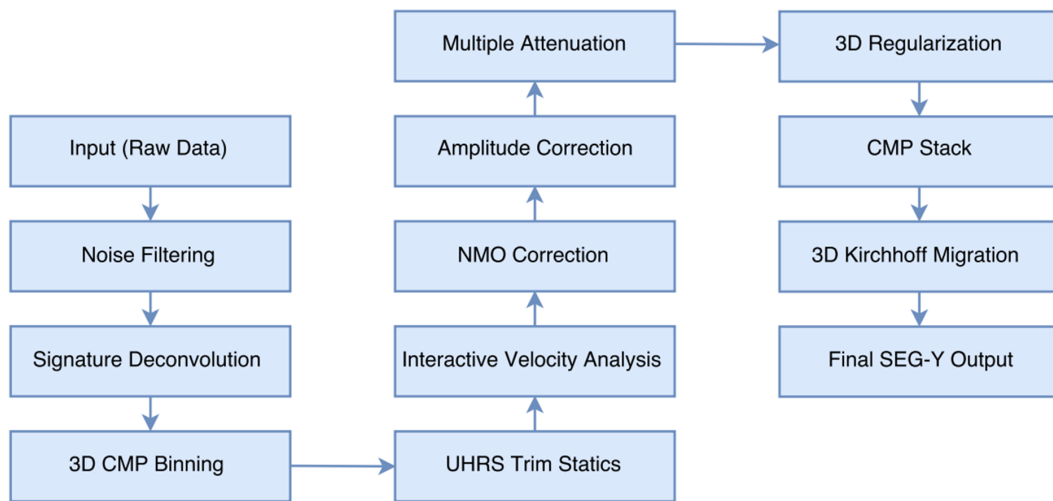 Input (Raw Data)
Noise Filtering
Signature Deconvolution
3D CMP Binning
UHRS Trim Statics
Interactive Velocity Analysis
NMO Correction
Amplitude Correction
Multiple Attenuation
3D Regularization
CMP Stack
3D Kirchhoff Migration
Final SEG-Y Output